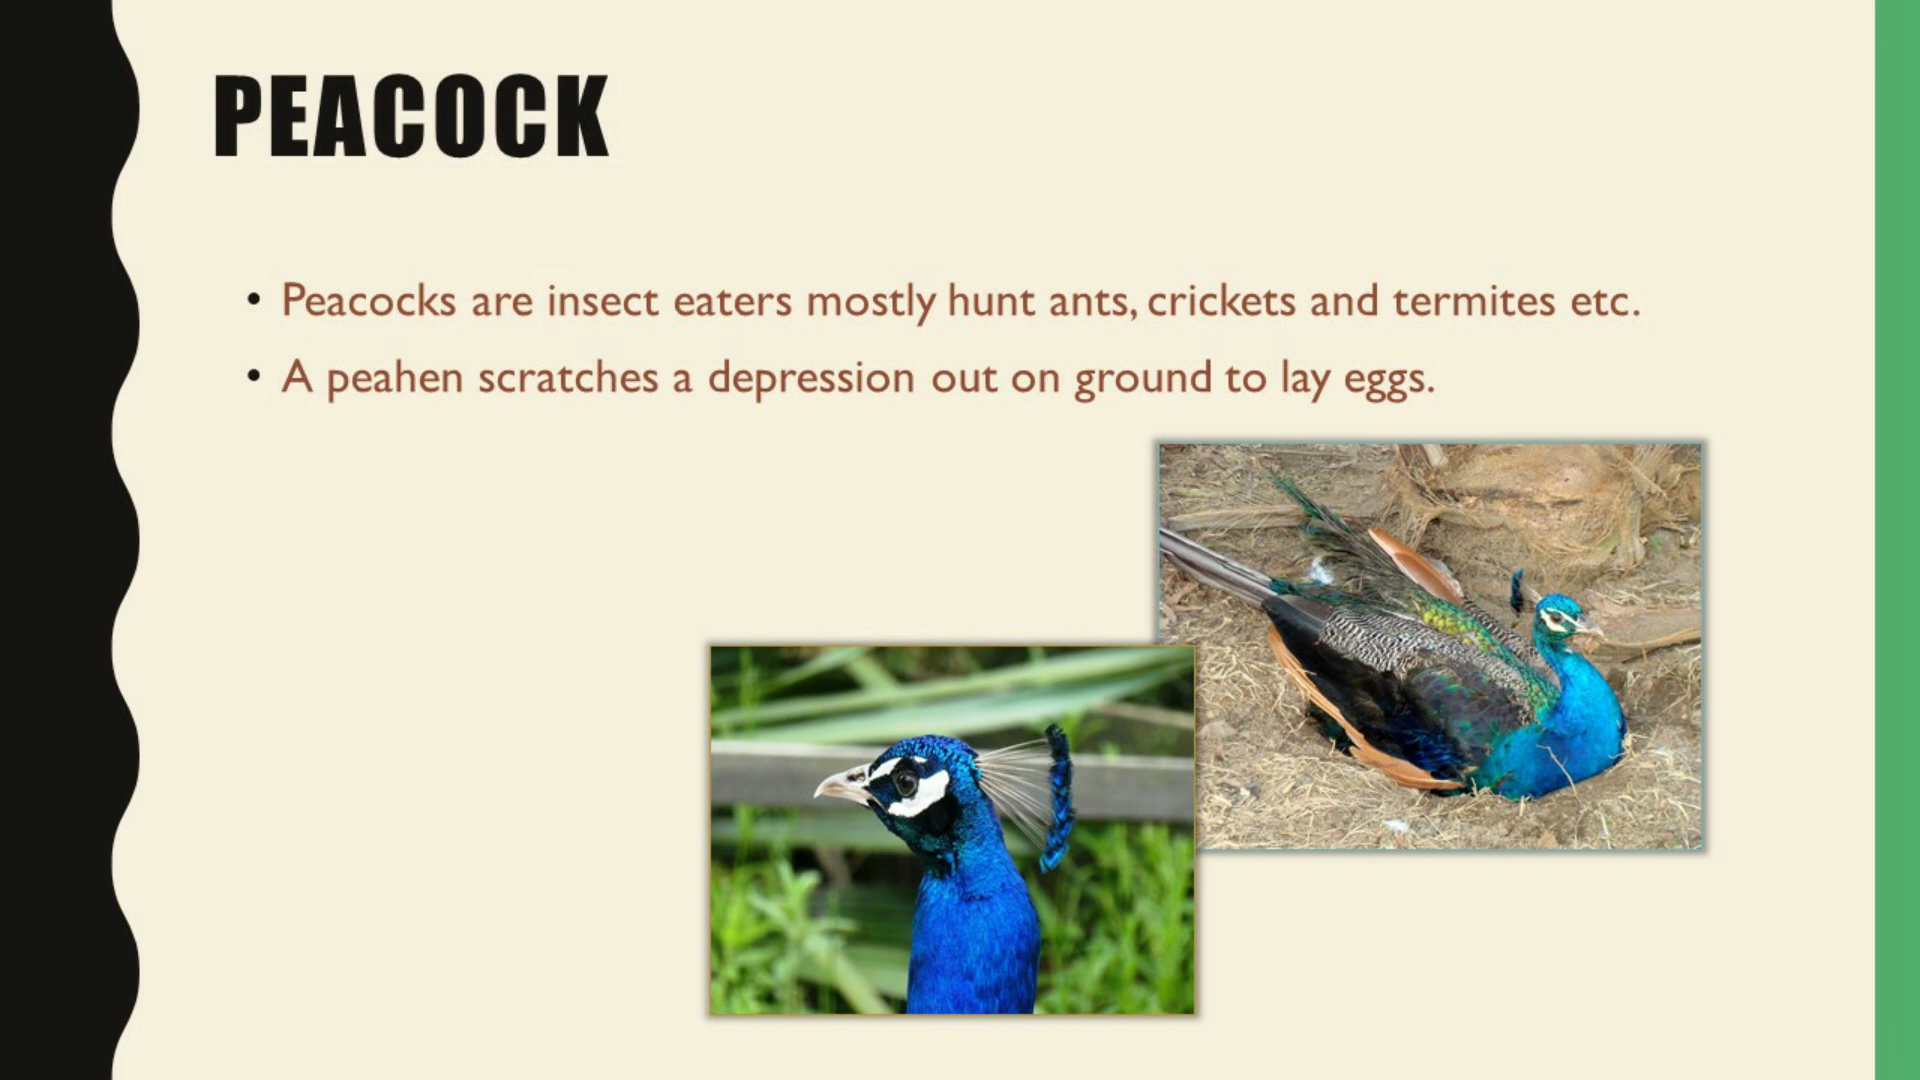 PEACOCK
• Peacocks are insect eaters mostly hunt ants, crickets and termites etc.
• A peahen scratches a depression out on ground to lay eggs.